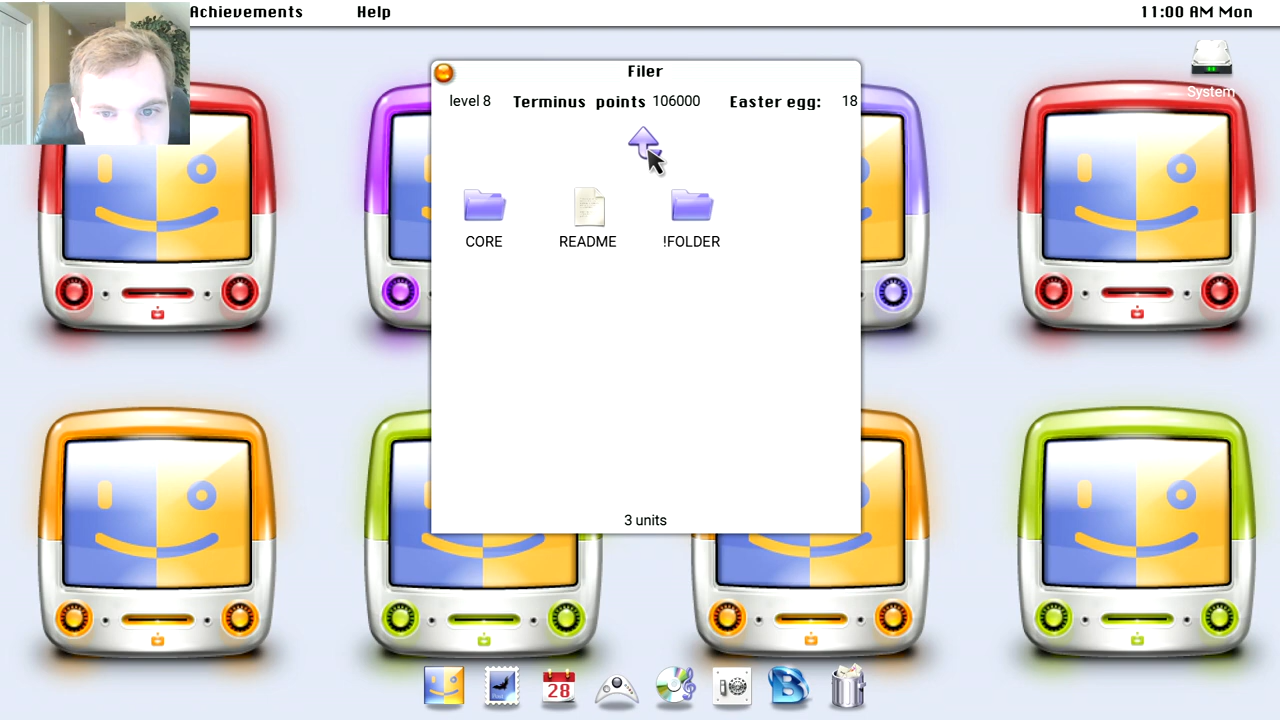 Achievements Help 11:00 AM Mon
Filer
level 8 Terminus points 106000 Easter egg: 18
System
CORE README !FOLDER
3 units
28